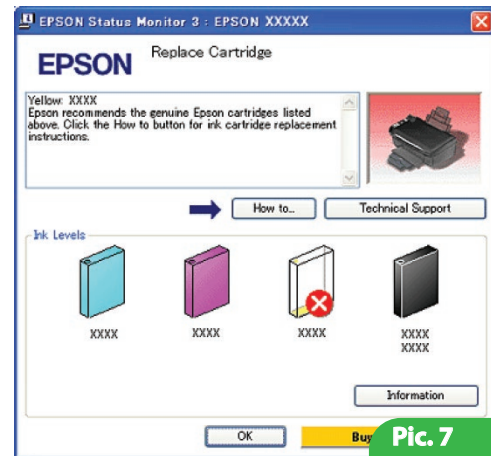 EPSON Status Monitor 3 : EPSON XXXXX
EPSON
Replace Cartridge
Yellow: XXXX
Epson recommends the genuine Epson cartridges listed
above. Click the How to button for ink cartridge replacement
instructions.
How to...
Technical Support
Ink Levels
XXXX
XXXX
XXXX
XXXX
XXXX
Information
OK
Buy
Pic. 7